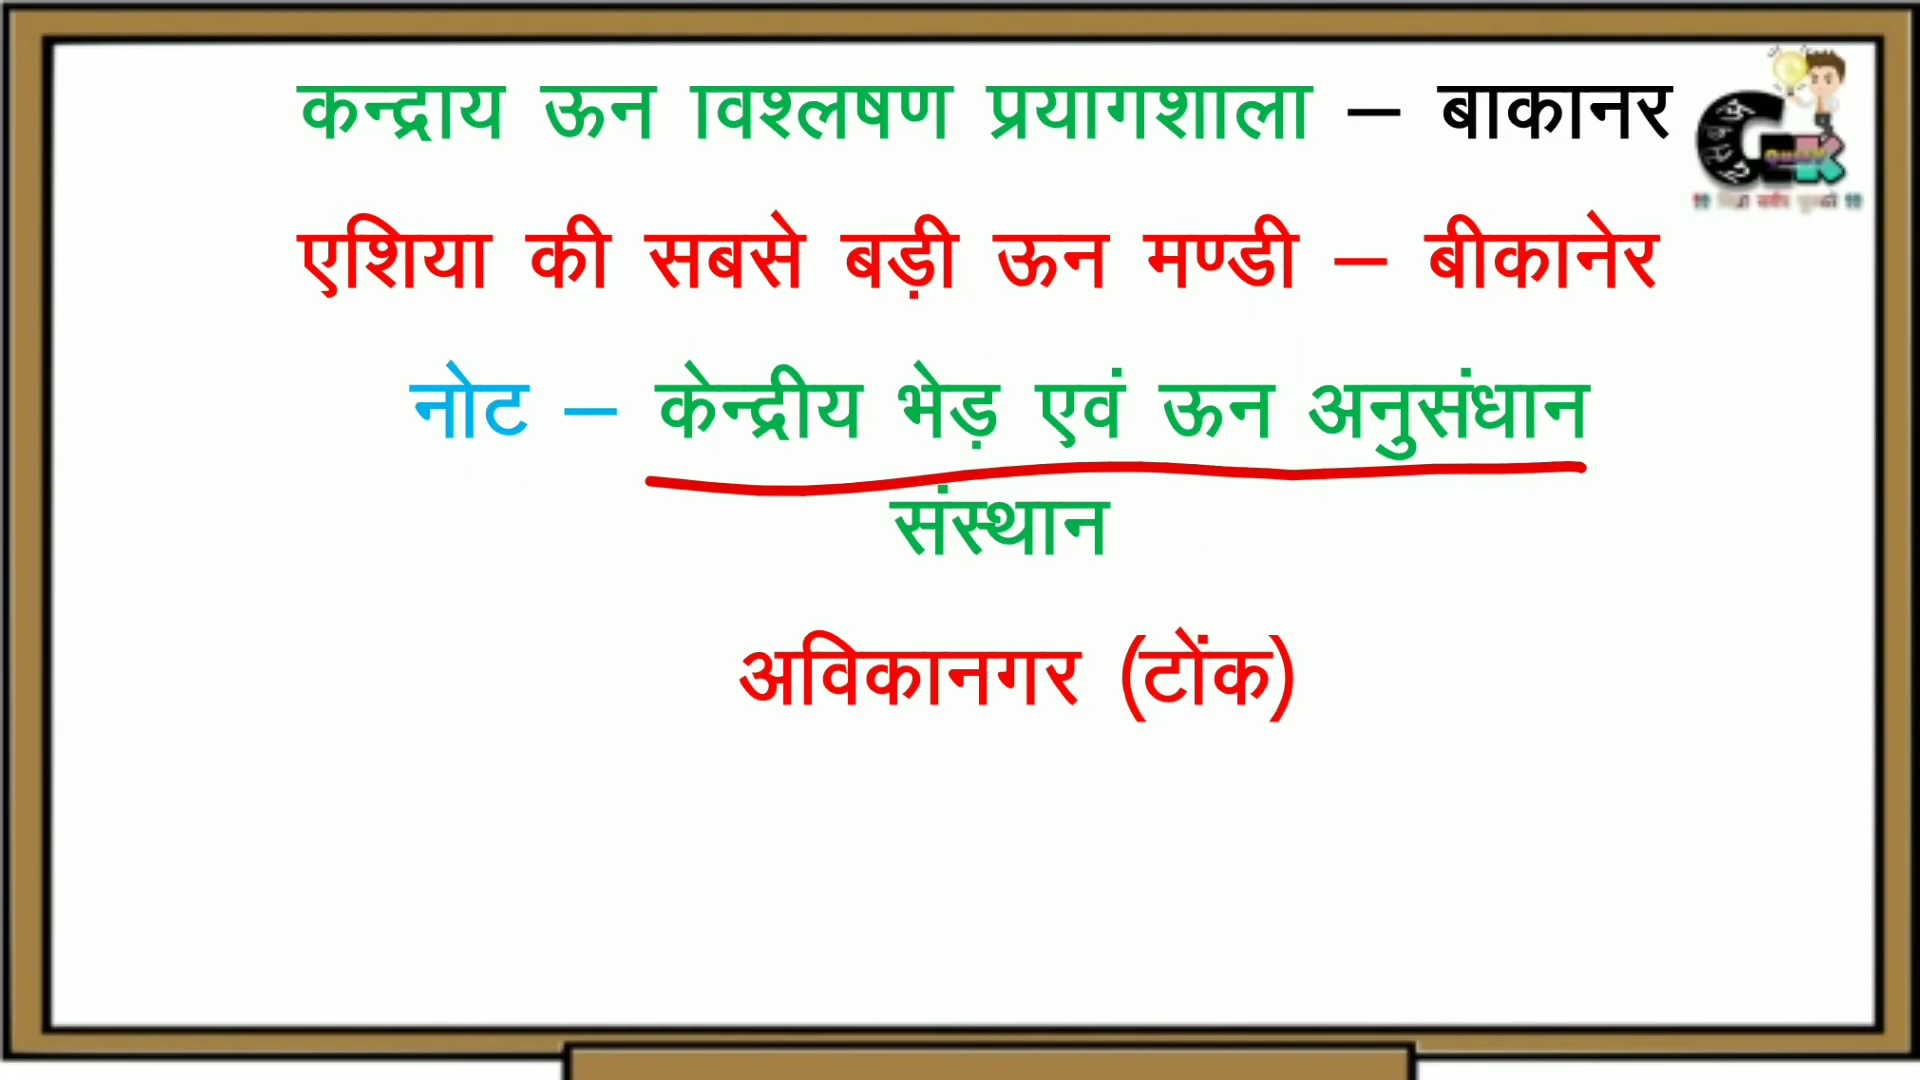 केन्द्रीय ऊन विश्लेषण प्रयोगशाला – बीकानेर
एशिया की सबसे बड़ी ऊन मण्डी – बीकानेर
नोट – केन्द्रीय भेड़ एवं ऊन अनुसंधान
संस्थान
अविकानगर (टोंक)